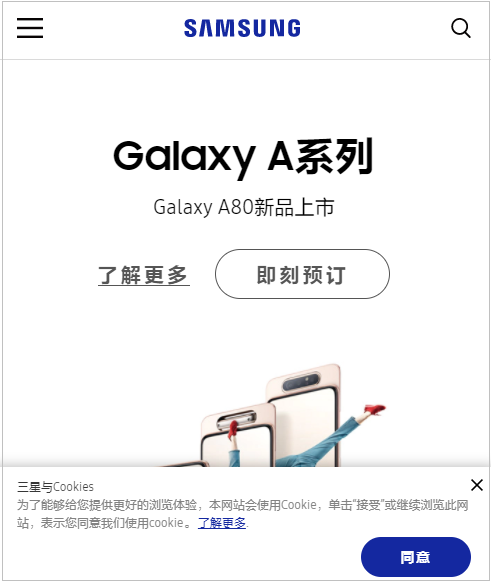 SAMSUNG
Galaxy A系列
Galaxy A80新品上市
了解更多 即刻预订
三星与Cookies
为了能够给您提供更好的浏览体验，本网站会使用Cookie，单击"接受"或继续浏览此网
站，表示您同意我们使用cookie。了解更多.
同意